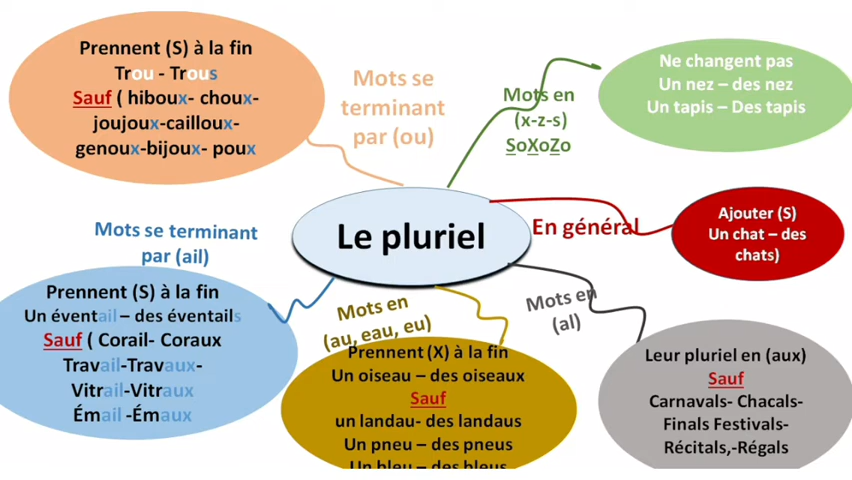 Prennent (S) à la fin
Trou - Trous
Sauf ( hiboux- choux-
joujoux-cailloux-
genoux-bijoux- poux
Mots se
terminant
par (ou)
Mots en
(x-z-s)
SoXoZo
Ne changent pas
Un nez – des nez
Un tapis – Des tapis
Le pluriel
En général
Ajouter (S)
Un chat – des
chats)
Mots se terminant
par (ail)
Prennent (S) à la fin
Un éventail – des éventails
Sauf ( Corail- Coraux
Travail-Travaux-
Vitrail-Vitraux
Émail -Émaux
Mots en
(au, eau, eu)
Prennent (X) à la fin
Un oiseau – des oiseaux
Sauf
un landau- des landaus
Un pneu – des pneus
Un bleu – des bleus
Mots en
(al)
Leur pluriel en (aux)
Sauf
Carnavals- Chacals-
Finals Festivals-
Récitals,-Régals